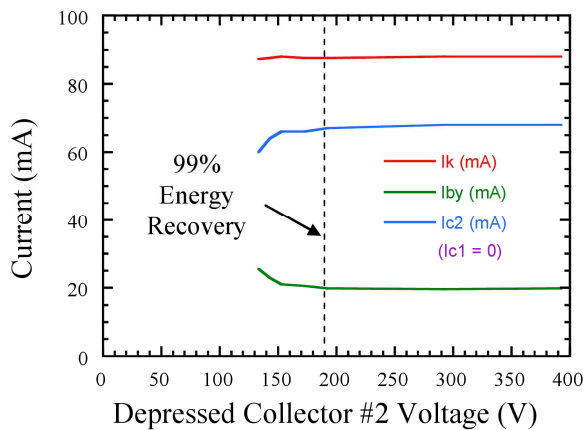 100
80
60
40
20
0
Current (mA)
99%
Energy
Recovery
Ik (mA)
Iby (mA)
Ic2 (mA)
(Ic1 = 0)
0 50 100 150 200 250 300 350 400
Depressed Collector #2 Voltage (V)